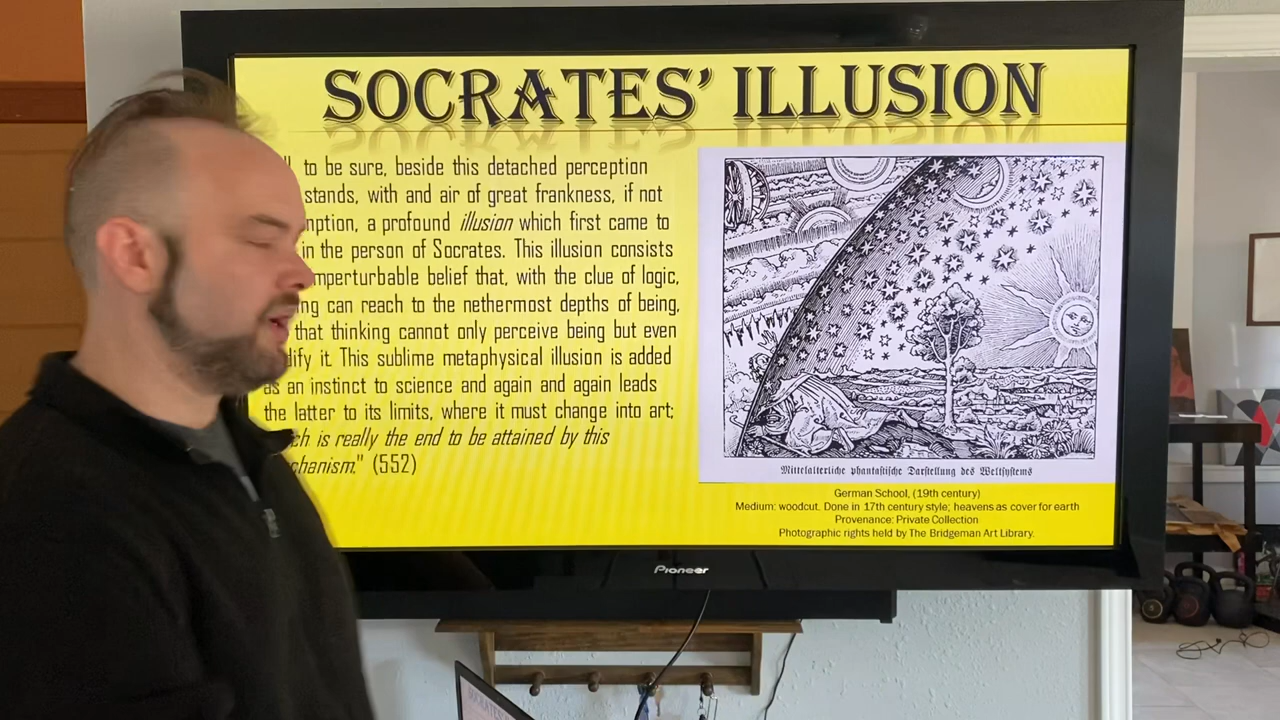 SOCRATES' ILLUSION
to be sure, beside this detached perception
stands, with and air of great frankness, if not
a profound illusion which first came to
in the person of Socrates. This illusion consists
imperturbable belief that, with the clue of logic,
can reach to the nethermost depths of being,
that thinking cannot only perceive being but even
it. This sublime metaphysical illusion is added
as an instinct to science and again and again leads
the latter to its limits, where it must change into art;
is really the end to be attained by this
" (552)
Mittelalterliche phantastische Darstellung des Weltsystems
German School, (19th century)
Medium: woodcut. Done in 17th century style; heavens as cover for earth
Provenance: Private Collection
Photographic rights held by The Bridgeman Art Library.
Pioneer